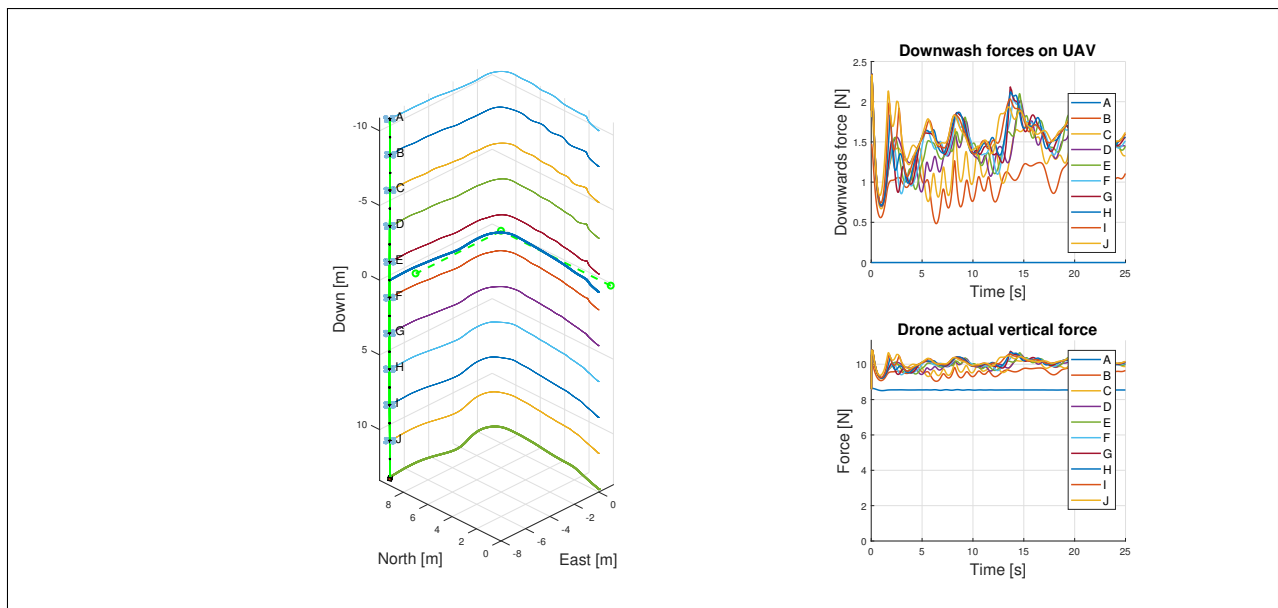 -10
-5
0
5
10
Down [m]
A
B
C
D
E
F
G
H
I
J
8
6
4
2
0
North [m]
-8
-6
-4
-2
0
East [m]
Downwash forces on UAV
2.5
2
1.5
1
0.5
0
Downwards force [N]
0
5
10
15
20
25
Time [s]
A
B
C
D
E
F
G
H
I
J
Drone actual vertical force
10
8
6
4
2
0
Force [N]
0
5
10
15
20
25
Time [s]
A
B
C
D
E
F
G
H
I
J